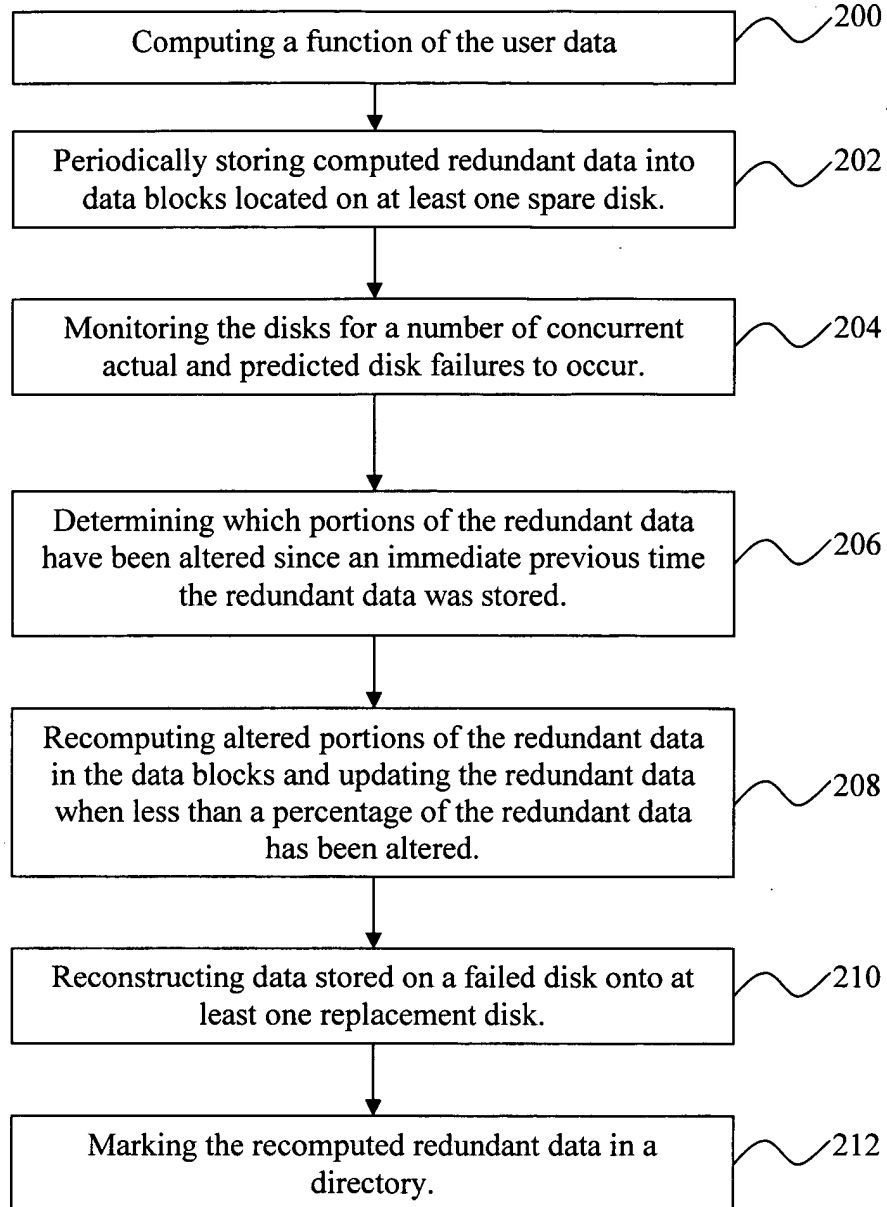 Computing a function of the user data
200
Periodically storing computed redundant data into
data blocks located on at least one spare disk.
202
Monitoring the disks for a number of concurrent
actual and predicted disk failures to occur.
204
Determining which portions of the redundant data
have been altered since an immediate previous time
the redundant data was stored.
206
Recomputing altered portions of the redundant data
in the data blocks and updating the redundant data
when less than a percentage of the redundant data
has been altered.
208
Reconstructing data stored on a failed disk onto at
least one replacement disk.
210
Marking the recomputed redundant data in a
directory.
212